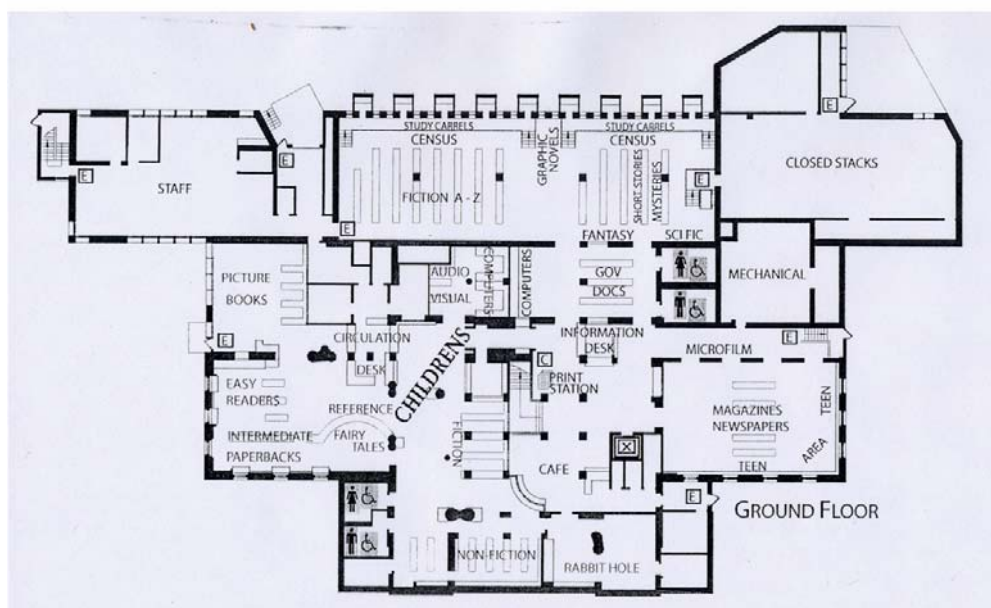 STUDY CARRELS
CENSUS
GRAPHIC
NOVELS
STUDY CARRELS
CENSUS
E
CLOSED STACKS
E
E
STAFF
FICTION A - Z
SHORT STORIES
MYSTERIES
E
E
FANTASY
SCI FIC
PICTURE
BOOKS
AUDIO
VISUAL
COMPUTERS
COMPUTERS
GOV
DOCS
MECHANICAL
E
CIRCULATION
DESK
CHILDRENS
INFORMATION
DESK
MICROFILM
E
C
PRINT
STATION
EASY
READERS
REFERENCE
INTERMEDIATE
PAPERBACKS
FAIRY
TALES
FICTION
CAFE
X
MAGAZINES
NEWSPAPERS
TEEN
TEEN
AREA
E
GROUND FLOOR
NON-FICTION
RABBIT HOLE